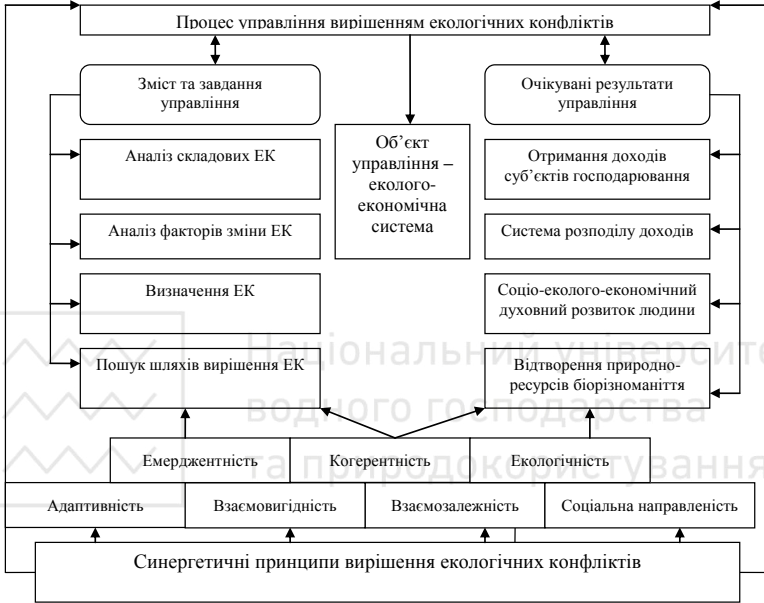 Процес управління вирішенням екологічних конфліктів
Зміст та завдання
управління
Очікувані результати
управління
Об’єкт
управління –
еколого-
економічна
система
Аналіз складових ЕК
Отримання доходів
суб’єктів господарювання
Аналіз факторів зміни ЕК
Система розподілу доходів
Визначення ЕК
Соціо-еколого-економічний
духовний розвиток людини
Пошук шляхів вирішення ЕК
Відтворення природно-
ресурсів біорізноманіття
Національний університе
водного господарства
та природокористування
Емерджентність
Когерентність
Екологічність
Адаптивність
Взаємовигідність
Взаємозалежність
Соціальна направленість
Синергетичні принципи вирішення екологічних конфліктів